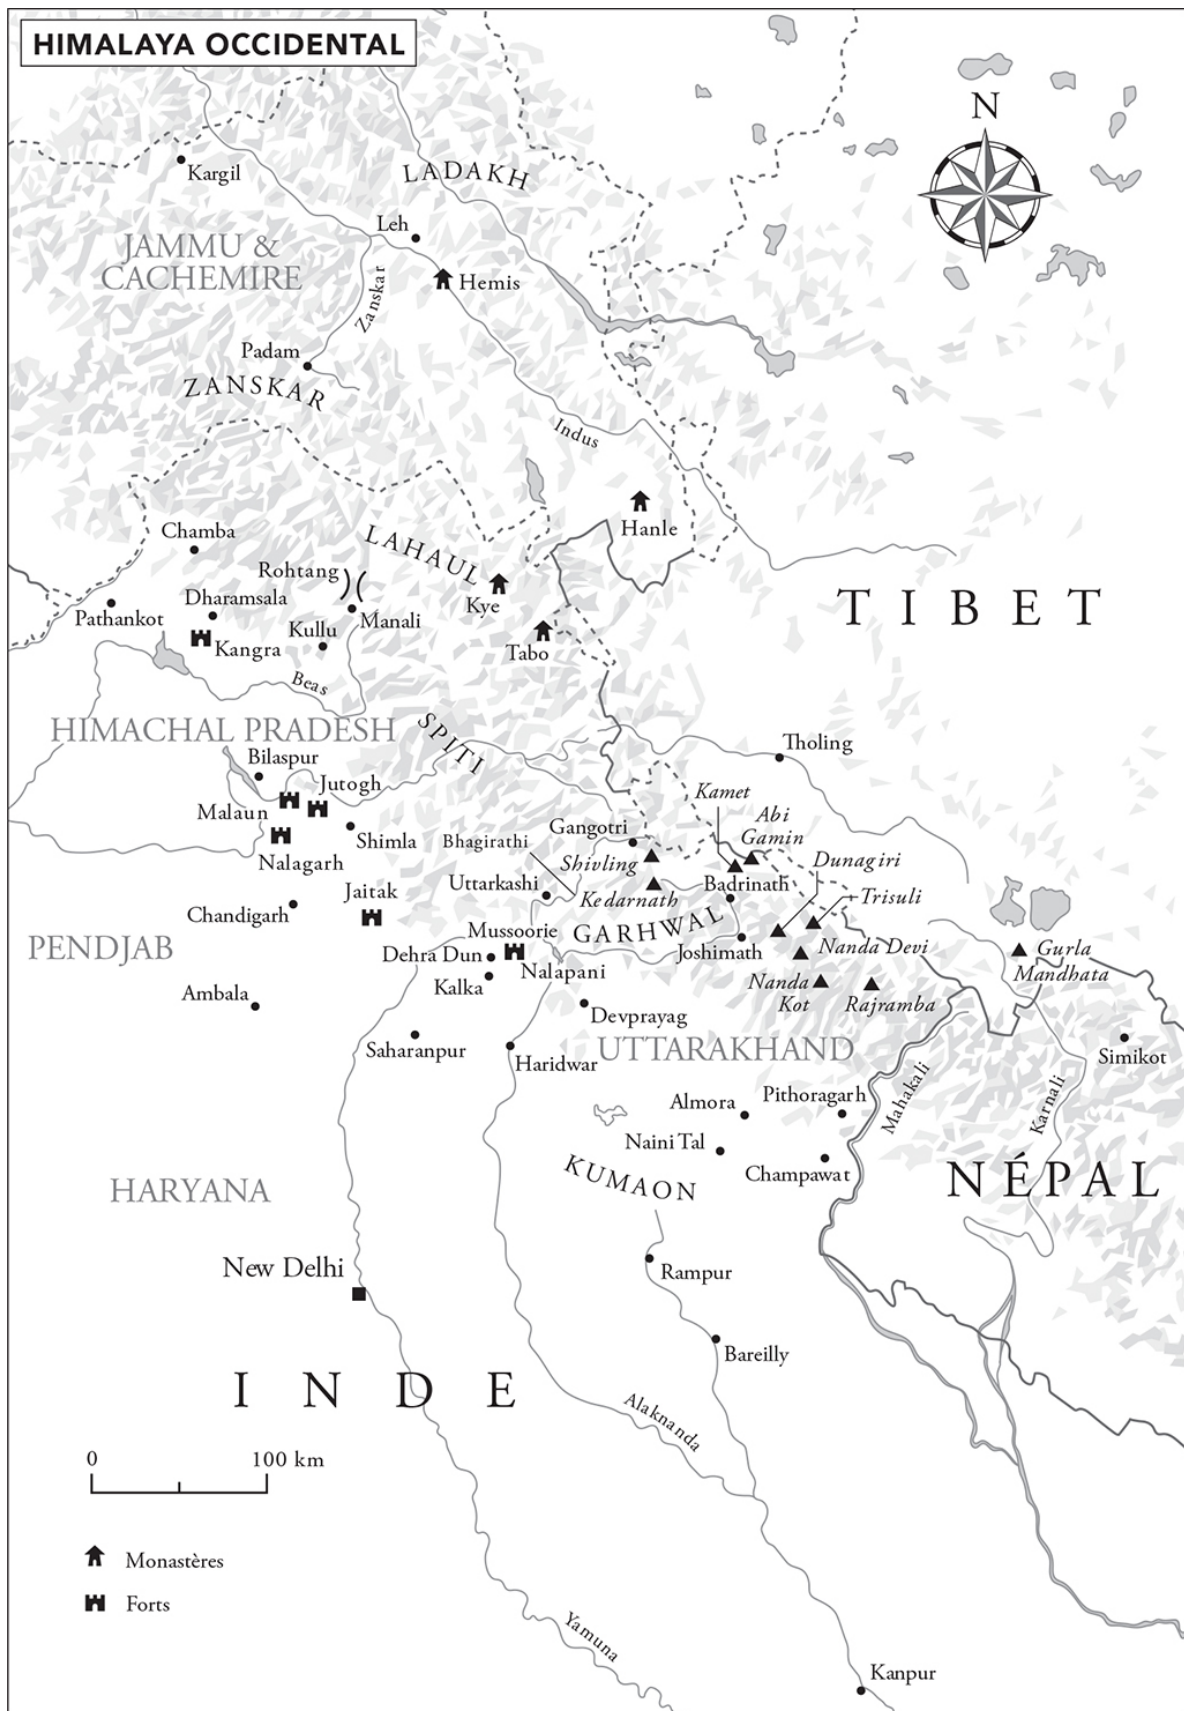 HIMALAYA OCCIDENTAL
N
Kargil
LADAKH
Leh
JAMMU &
CACHEMIRE
Zanskar
Hemis
Padam
ZANSKAR
Indus
Hanle
Chamba
LAHAUL
Rohtang
Kye
TIBET
Dharamsala
Pathankot
Manali
Kullu
Kangra
Tabo
Beas
HIMACHAL PRADESH
SPITI
Tholing
Bilaspur
Jutogh
Kamet
Malaun
Abi
Gamin
Shimla
Gangotri
Bhagirathi
Nalagarh
Shivling
Dunagiri
Uttarkashi
Badrinath
Jaitak
Kedarnath
Trisuli
Chandigarh
GARHWAL
Mussoorie
PENDJAB
Dehra Dun
Joshimath
Nanda Devi
Gurla
Mandhata
Nalapani
Kalka
Nanda
Kot
Rajramba
Ambala
Devprayag
Saharanpur
Haridwar
UTTARAKHAND
Simikot
Mahakali
Karnali
Almora
Pithoragarh
Naini Tal
Champawat
KUMAON
NÉPAL
HARYANA
New Delhi
Rampur
Bareilly
INDE
Alaknanda
0
100 km
Monastères
Forts
Yamuna
Kanpur